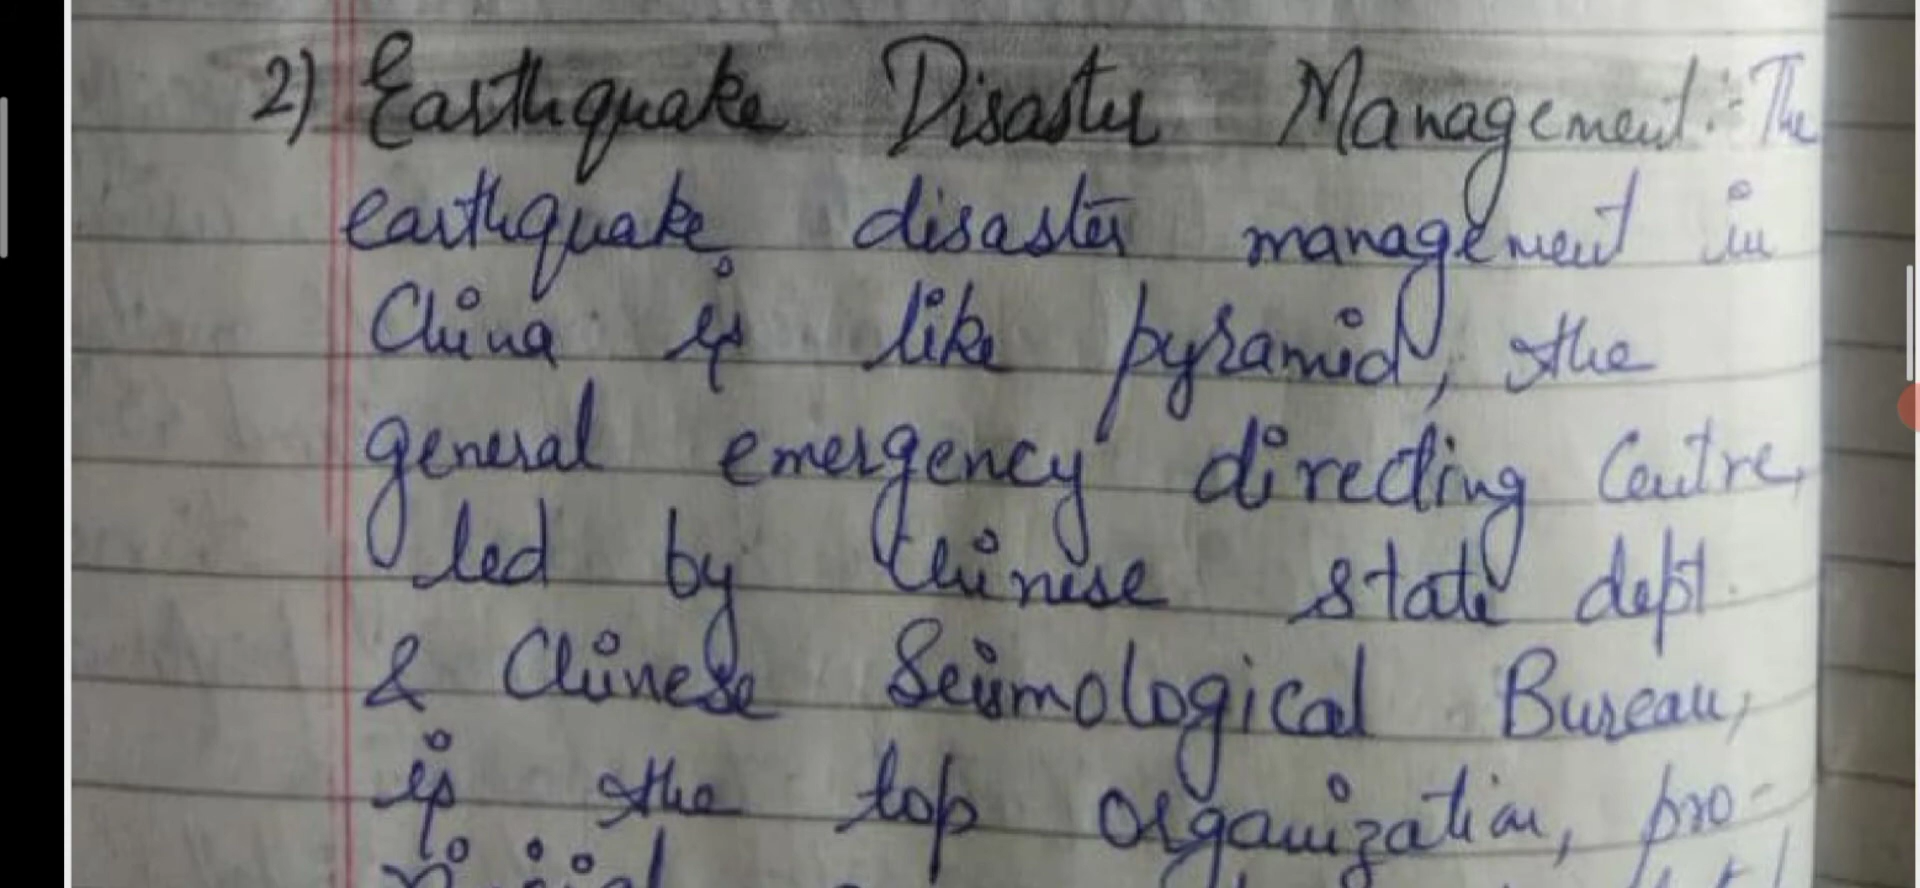 2) Earthquake Disaster Management :- The
earthquake disaster management in
China is like pyramid, the
general emergency directing Centre,
led by Chinese state dept.
& Chinese Seismological Bureau,
is the top organization, pro-